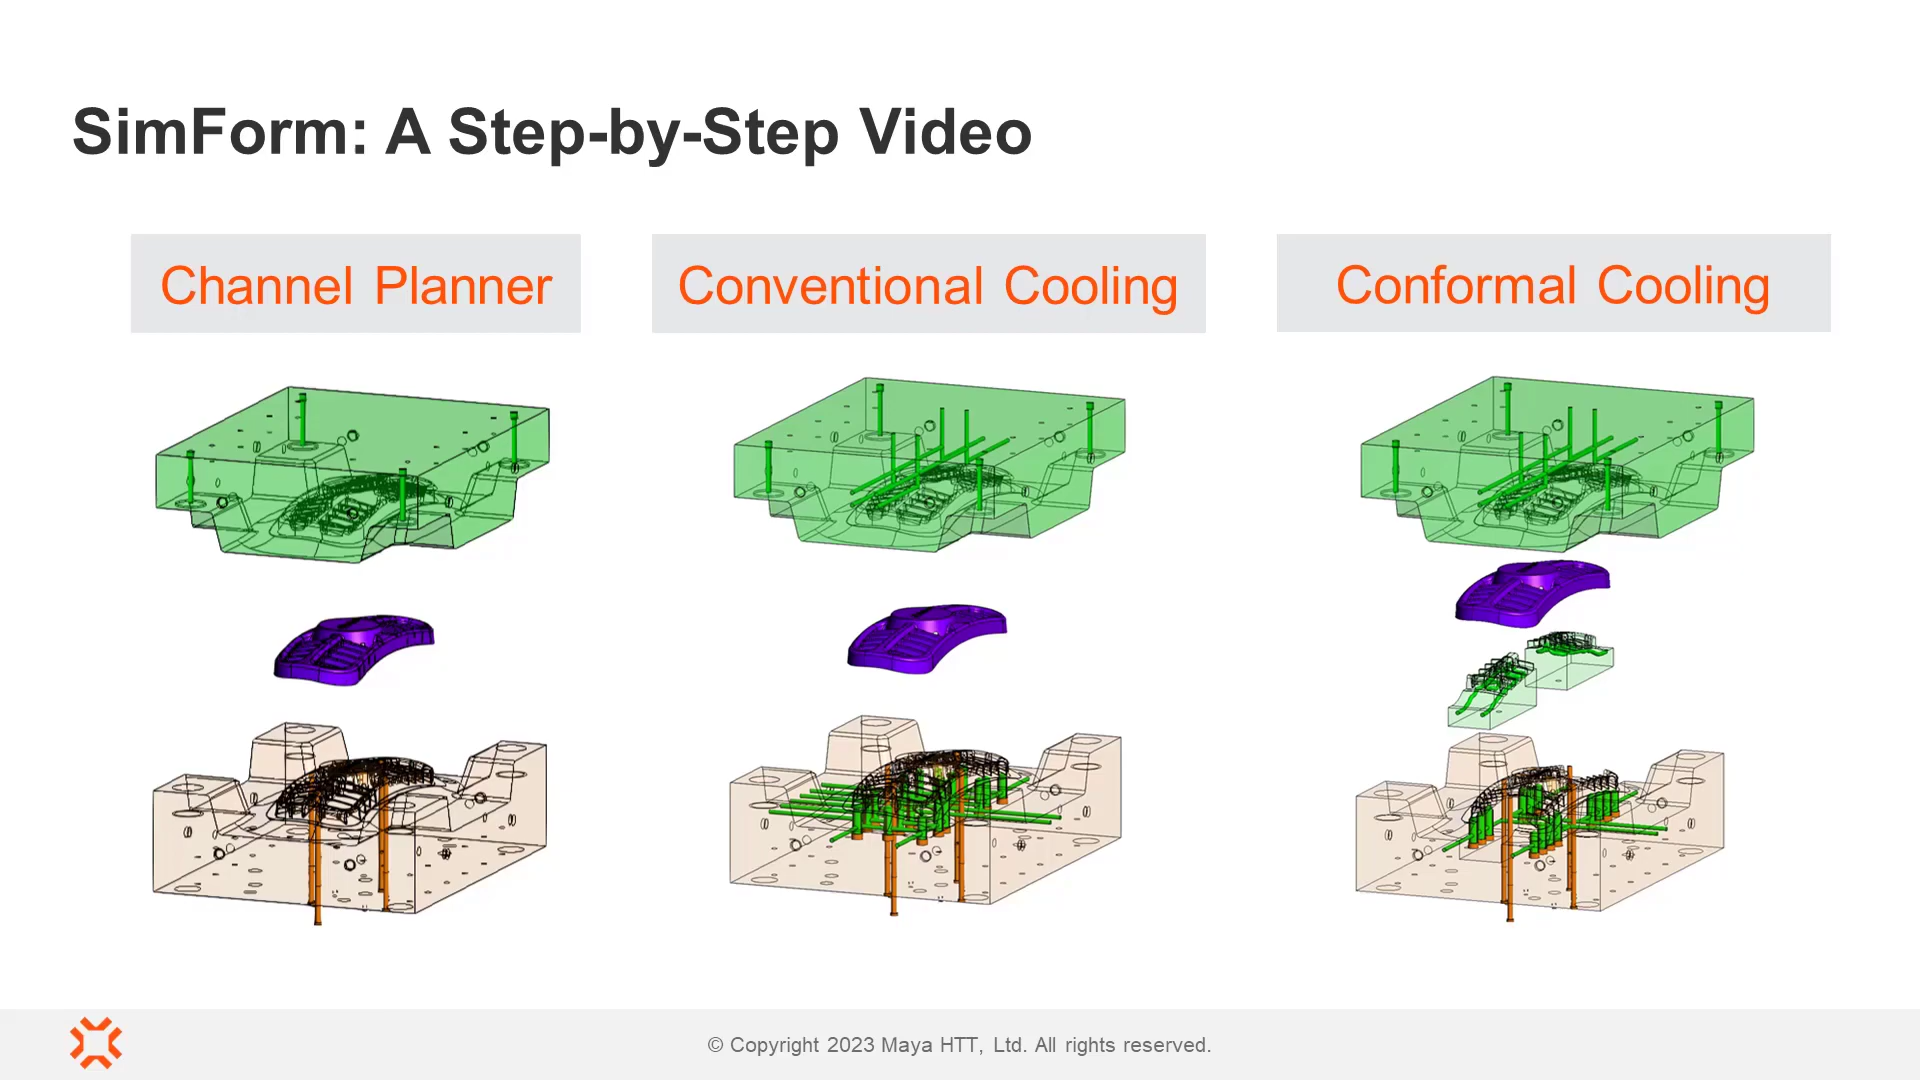 SimForm: A Step-by-Step Video
Channel Planner
Conventional Cooling
Conformal Cooling
© Copyright 2023 Maya HTT, Ltd. All rights reserved.